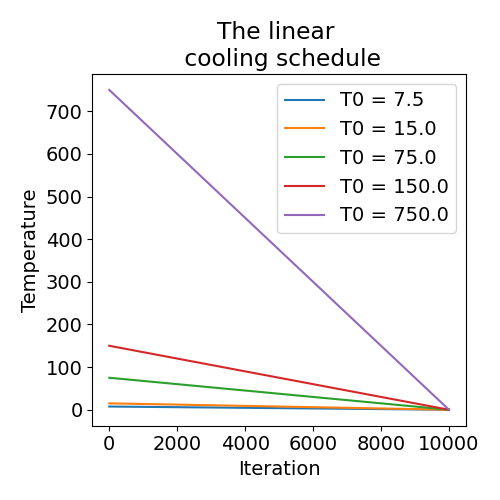 The linear
cooling schedule
T0 = 7.5
T0 = 15.0
T0 = 75.0
T0 = 150.0
T0 = 750.0
Temperature
700
600
500
400
300
200
100
0
0 2000 4000 6000 8000 10000
Iteration